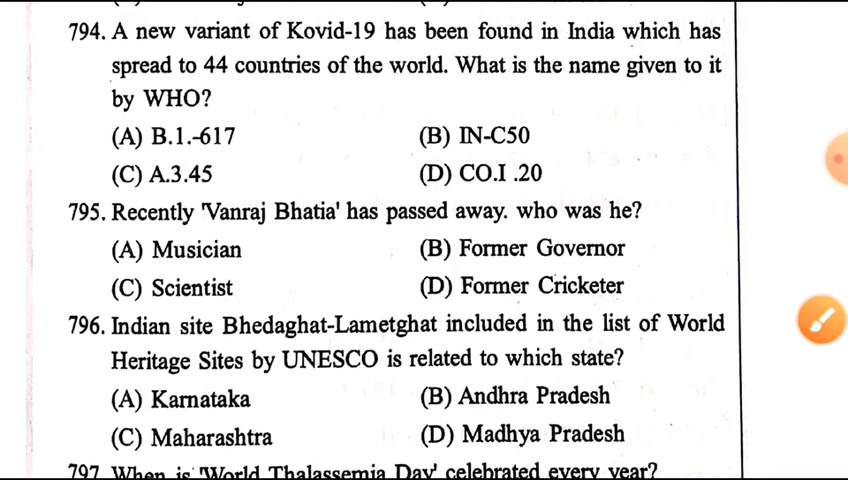 794. A new variant of Kovid-19 has been found in India which has
spread to 44 countries of the world. What is the name given to it
by WHO?
(A) B.1.-617 (B) IN-C50
(C) A.3.45 (D) CO.I .20
795. Recently 'Vanraj Bhatia' has passed away. who was he?
(A) Musician (B) Former Governor
(C) Scientist (D) Former Cricketer
796. Indian site Bhedaghat-Lametghat included in the list of World
Heritage Sites by UNESCO is related to which state?
(A) Karnataka (B) Andhra Pradesh
(C) Maharashtra (D) Madhya Pradesh
797. When is 'World Thalassemia Day' celebrated every year?